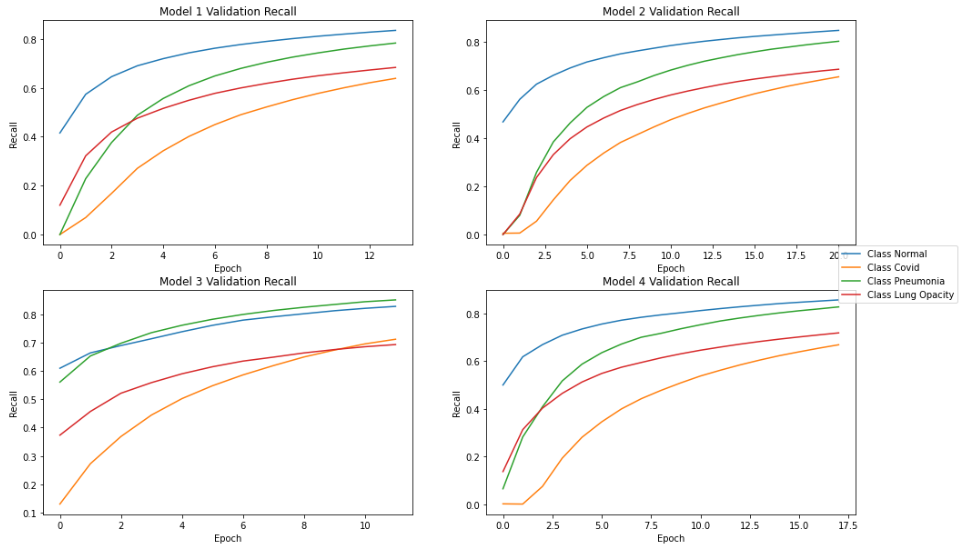 Model 1 Validation Recall
Recall
0.8
0.6
0.4
0.2
0.0
0 2 4 6 8 10 12
Epoch
Model 2 Validation Recall
Recall
0.8
0.6
0.4
0.2
0.0
0.0 2.5 5.0 7.5 10.0 12.5 15.0 17.5 20.0
Epoch
Class Normal
Class Covid
Class Pneumonia
Class Lung Opacity
Model 3 Validation Recall
Recall
0.8
0.7
0.6
0.5
0.4
0.3
0.2
0.1
0 2 4 6 8 10
Epoch
Model 4 Validation Recall
Recall
0.8
0.6
0.4
0.2
0.0
0.0 2.5 5.0 7.5 10.0 12.5 15.0 17.5
Epoch